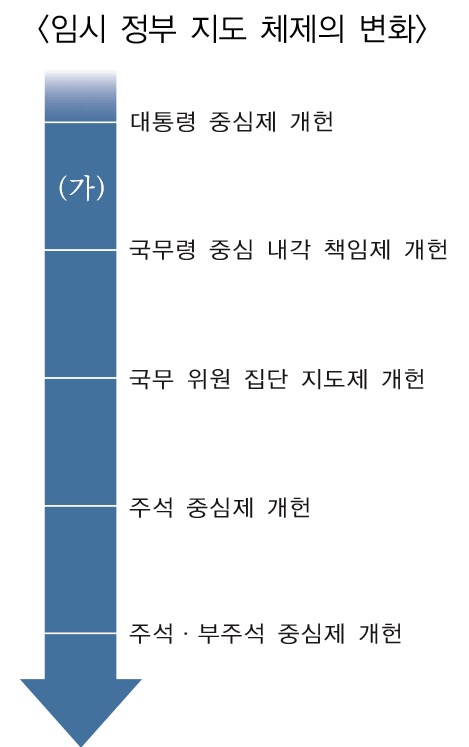 〈임시 정부 지도 체제의 변화〉
대통령 중심제 개헌
(가)
국무령 중심 내각 책임제 개헌
국무 위원 집단 지도제 개헌
주석 중심제 개헌
주석·부주석 중심제 개헌